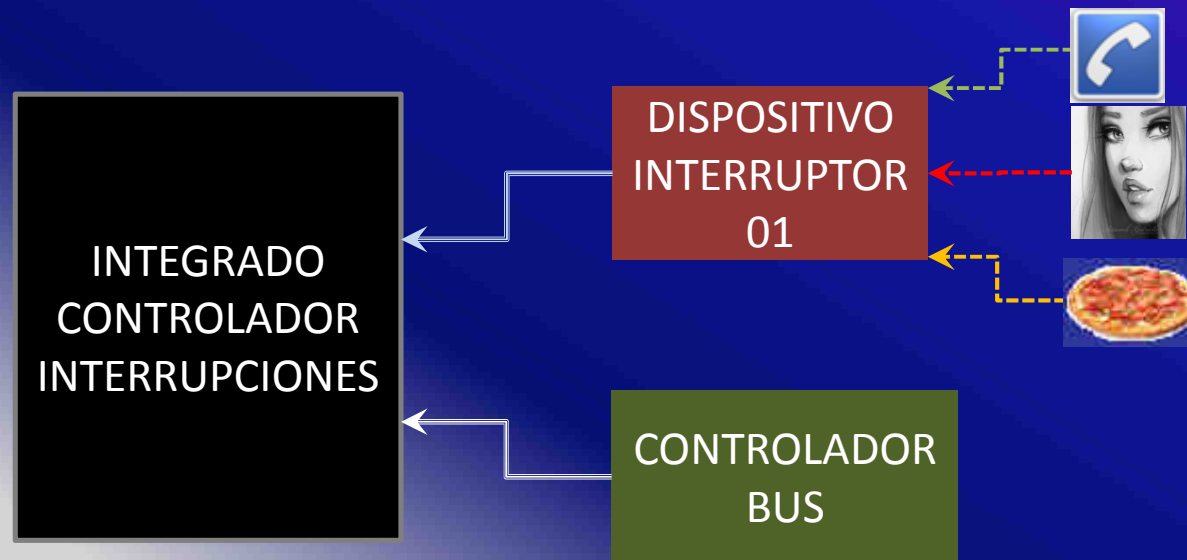 INTEGRADO
CONTROLADOR
INTERRUPCIONES
DISPOSITIVO
INTERRUPTOR
01
CONTROLADOR
BUS